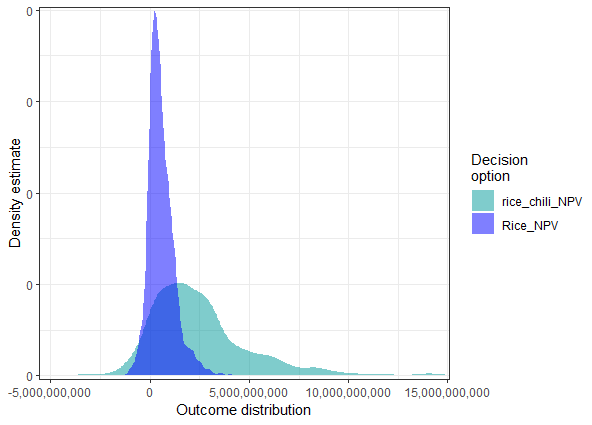 0
0
0
0
0
Density estimate
-5,000,000,000
0
5,000,000,000
10,000,000,000
15,000,000,000
Outcome distribution
Decision
option
rice_chili_NPV
Rice_NPV